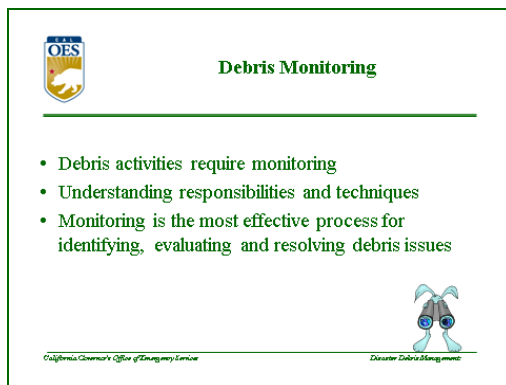 CAL
OES
Debris Monitoring
• Debris activities require monitoring
• Understanding responsibilities and techniques
• Monitoring is the most effective process for
identifying, evaluating and resolving debris issues
California Governor's Office of Emergency Services
Disaster Debris Management